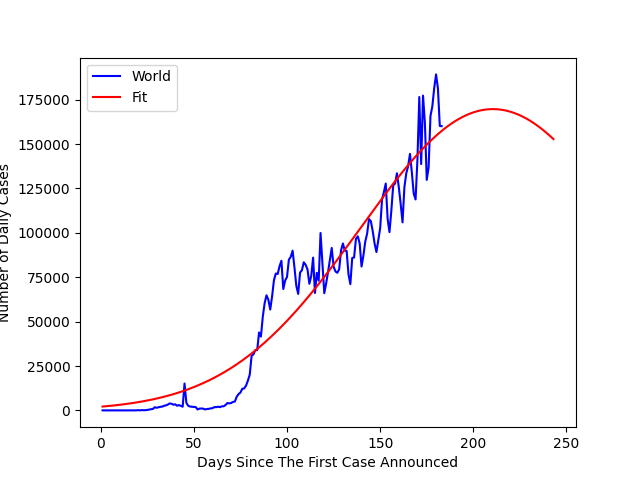 World
Fit
175000
150000
125000
100000
75000
50000
25000
0
Number of Daily Cases
0 50 100 150 200 250
Days Since The First Case Announced